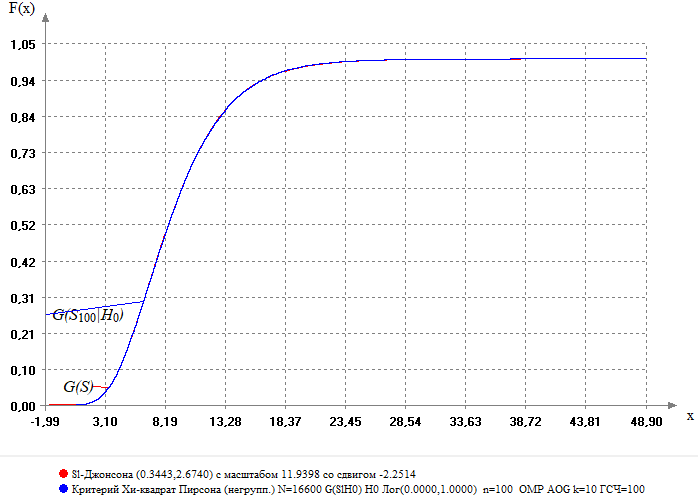 F(x)
1,05
0,94
0,84
0,73
0,63
0,52
0,42
0,31
G(S100|H0)
0,21
0,10
G(S)
0,00
-1,99 3,10 8,19 13,28 18,37 23,45 28,54 33,63 38,72 43,81 48,90
x
Sl-Джонсона (0.3443,2.6740) с масштабом 11.9398 со сдвигом -2.2514
Критерий Хи-квадрат Пирсона (негрупп.) N=16600 G(S|H0) H0 Лог(0.0000,1.0000) n=100 ОМР AOG k=10 ГСЧ=100